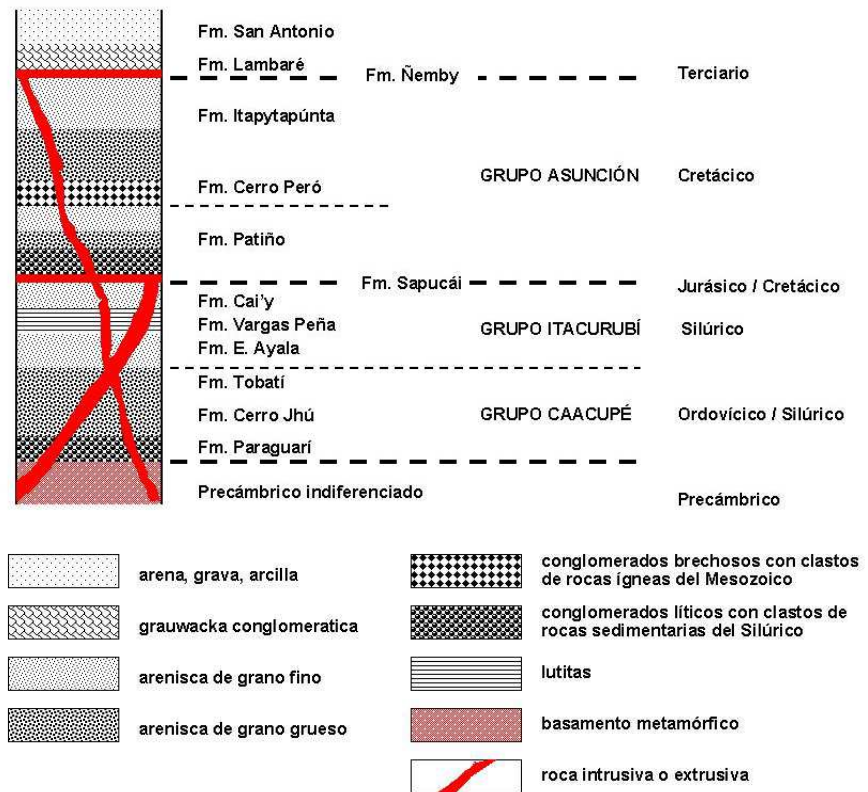 Fm. San Antonio
Fm. Lambaré
Fm. Ñemby
Terciario
Fm. Itapytapúnta
Fm. Cerro Peró
GRUPO ASUNCIÓN
Cretácico
Fm. Patiño
Fm. Sapucái
Jurásico / Cretácico
Fm. Cai'y
Fm. Vargas Peña
GRUPO ITACURUBÍ
Silúrico
Fm. E. Ayala
Fm. Tobatí
Fm. Cerro Jhú
GRUPO CAACUPÉ
Ordovícico / Silúrico
Fm. Paraguarí
Precámbrico indiferenciado
Precámbrico
arena, grava, arcilla
grauwacka conglomeratica
arenisca de grano fino
arenisca de grano grueso
conglomerados brechosos con clastos
de rocas ígneas del Mesozoico
conglomerados líticos con clastos de
rocas sedimentarias del Silúrico
lutitas
basamento metamórfico
roca intrusiva o extrusiva